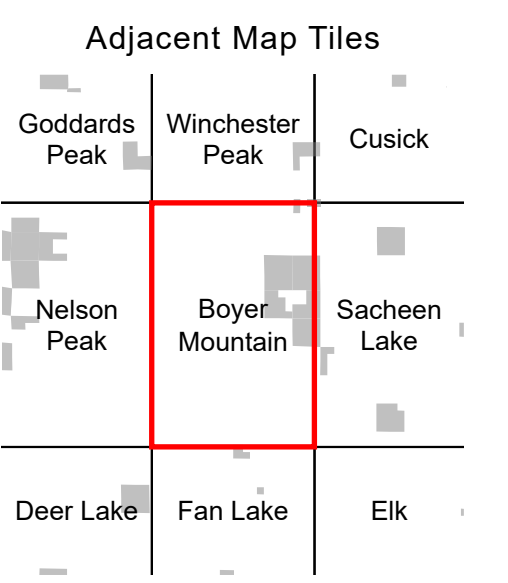 Adjacent Map Tiles
Goddards
Peak
Winchester
Peak
Cusick
Nelson
Peak
Boyer
Mountain
Sacheen
Lake
Deer Lake
Fan Lake
Elk